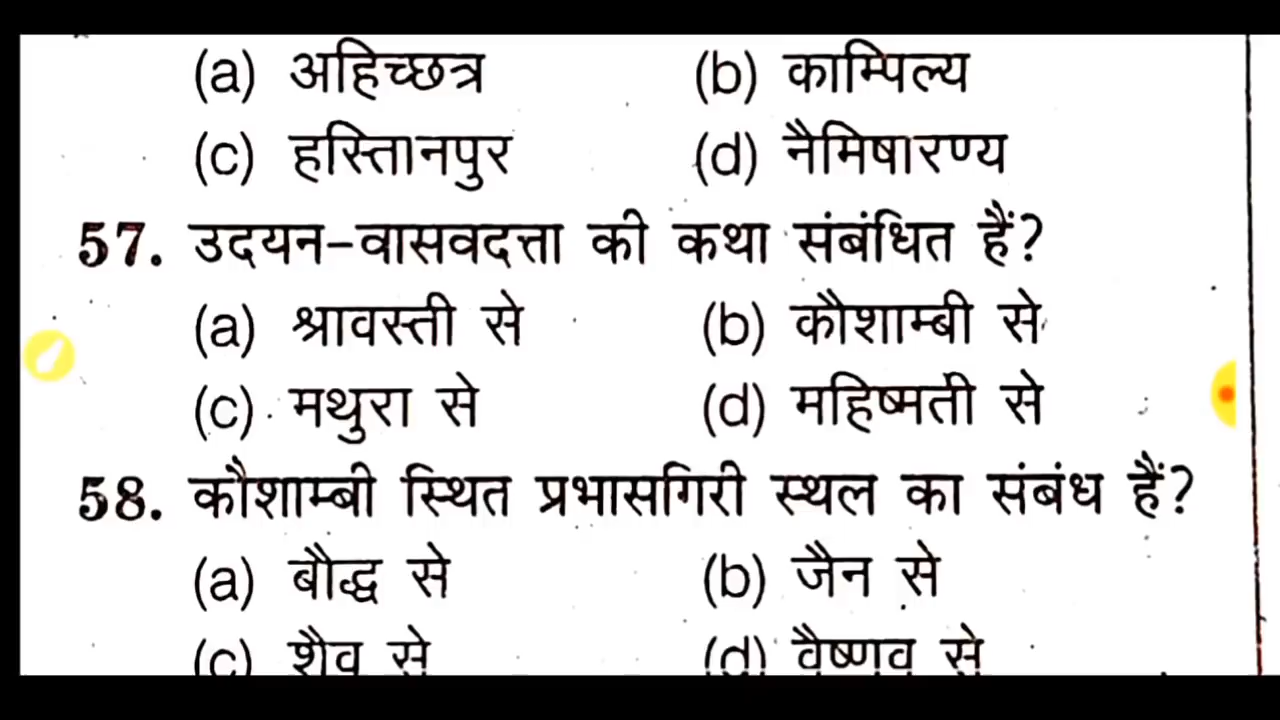 (a) अहिच्छत्र (b) काम्पिल्य
(c) हस्तिानपुर (d) नैमिषारण्य
57. उदयन-वासवदत्ता की कथा संबंधित हैं?
(a) श्रावस्ती से (b) कौशाम्बी से
(c) मथुरा से (d) महिष्मती से
58. कौशाम्बी स्थित प्रभासगिरी स्थल का संबंध हैं?
(a) बौद्ध से (b) जैन से
(c) शैव से (d) वैष्णव से